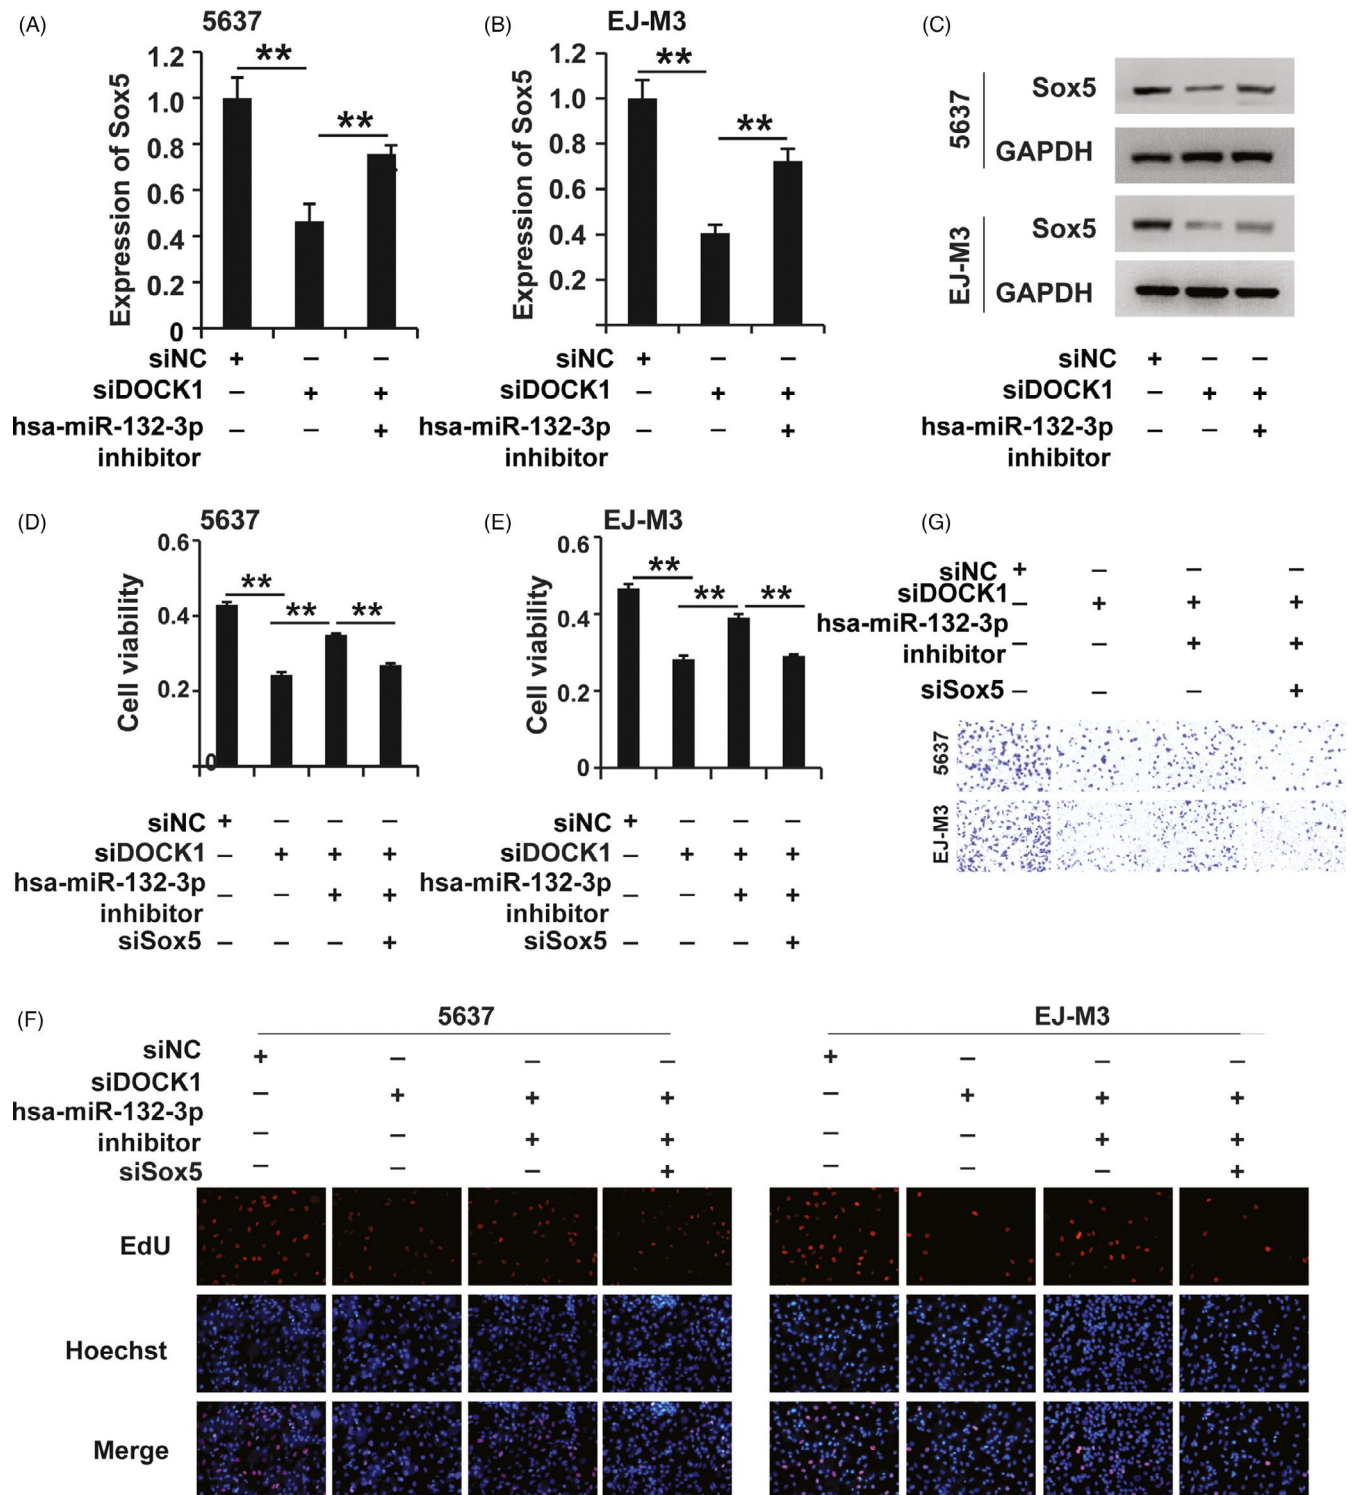 (A)
5637
Expression of Sox5
1.2
1.0
0.8
0.6
0.4
0.2
0
**
**
siNC + – –
siDOCK1 – + +
hsa-miR-132-3p – – +
inhibitor
(B)
EJ-M3
Expression of Sox5
1.2
1.0
0.8
0.6
0.4
0.2
**
**
siNC + – –
siDOCK1 – + +
hsa-miR-132-3p – – +
inhibitor
(C)
5637
Sox5
GAPDH
EJ-M3
Sox5
GAPDH
siNC + – –
siDOCK1 – + +
hsa-miR-132-3p – – +
inhibitor
(D)
5637
Cell viability
0.6
0.4
0.2
0
** ** **
siNC + – – –
siDOCK1 – + + +
hsa-miR-132-3p – – + +
inhibitor
siSox5 – – – +
(E)
EJ-M3
Cell viability
0.6
0.4
0.2
0
** ** **
siNC + – – –
siDOCK1 – + + +
hsa-miR-132-3p – – + +
inhibitor
siSox5 – – – +
(G)
siNC + – – –
siDOCK1 – + + +
hsa-miR-132-3p
inhibitor – – + +
siSox5 – – – +
5637
EJ-M3
(F)
5637 EJ-M3
siNC + – – – + – – –
siDOCK1 – + + + – + + +
hsa-miR-132-3p
inhibitor – – + + – – + +
siSox5 – – – + – – – +
EdU
Hoechst
Merge